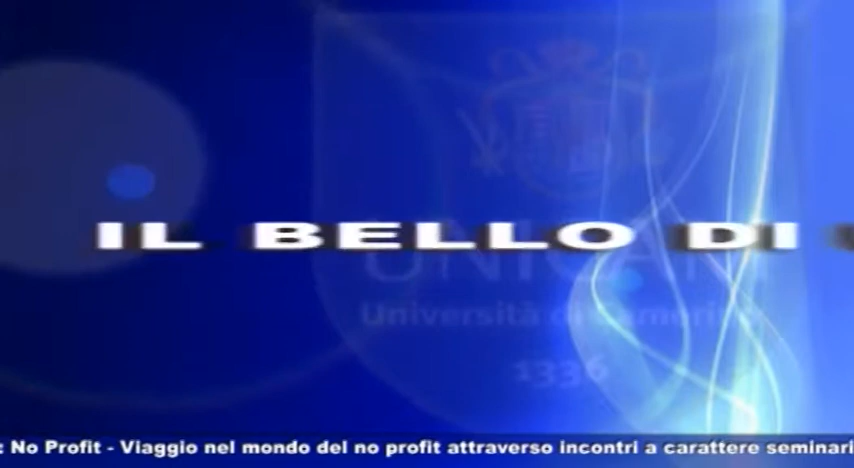 IL BELLO DI
UNICAM
Università di Camerino
1336
: No Profit - Viaggio nel mondo del no profit attraverso incontri a carattere seminari